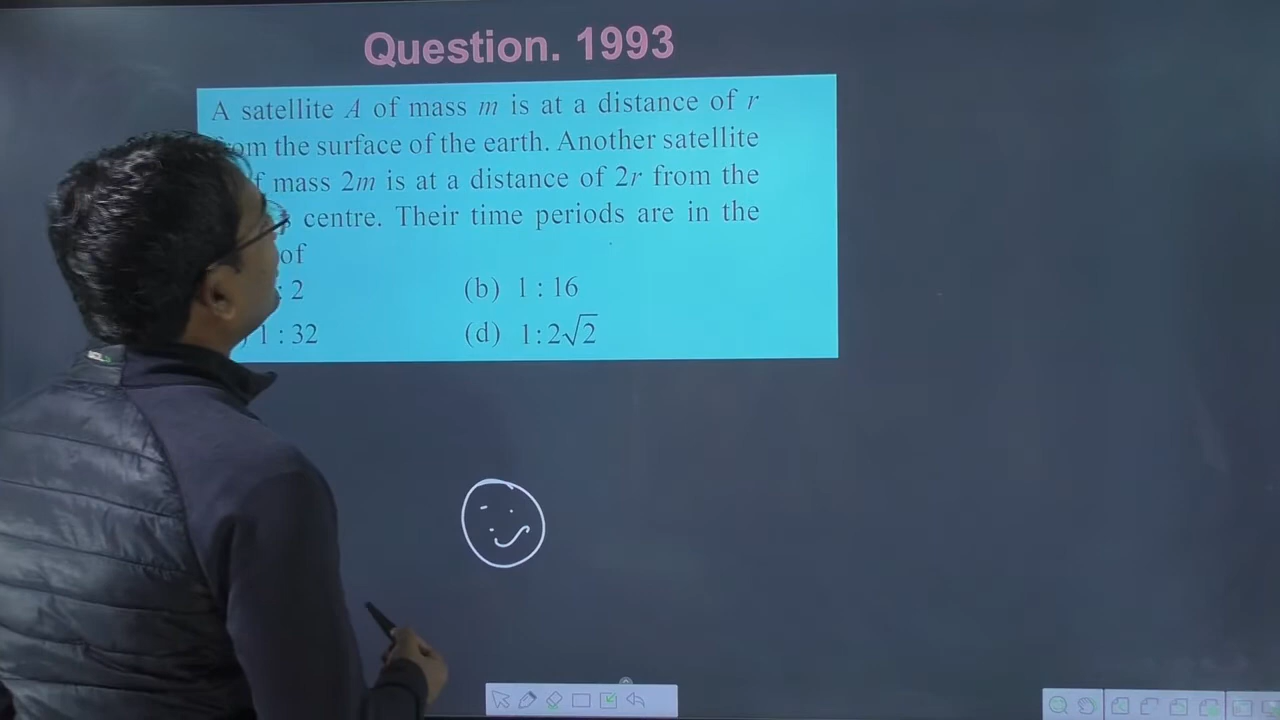 Question. 1993
A satellite A of mass m is at a distance of r
the surface of the earth. Another satellite
mass 2m is at a distance of 2r from the
centre. Their time periods are in the
of
: 2 (b) 1 : 16
1 : 32 (d) 1 : 2√2